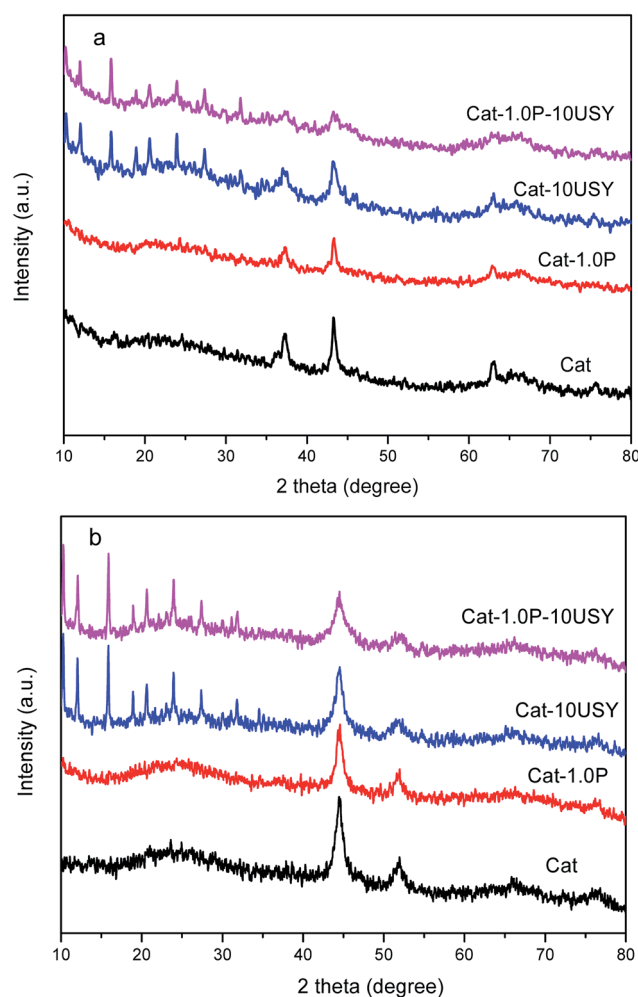 a
Cat-1.0P-10USY
Cat-10USY
Cat-1.0P
Cat
Intensity (a.u.)
10 20 30 40 50 60 70 80
2 theta (degree)
b
Cat-1.0P-10USY
Cat-10USY
Cat-1.0P
Cat
Intensity (a.u.)
10 20 30 40 50 60 70 80
2 theta (degree)